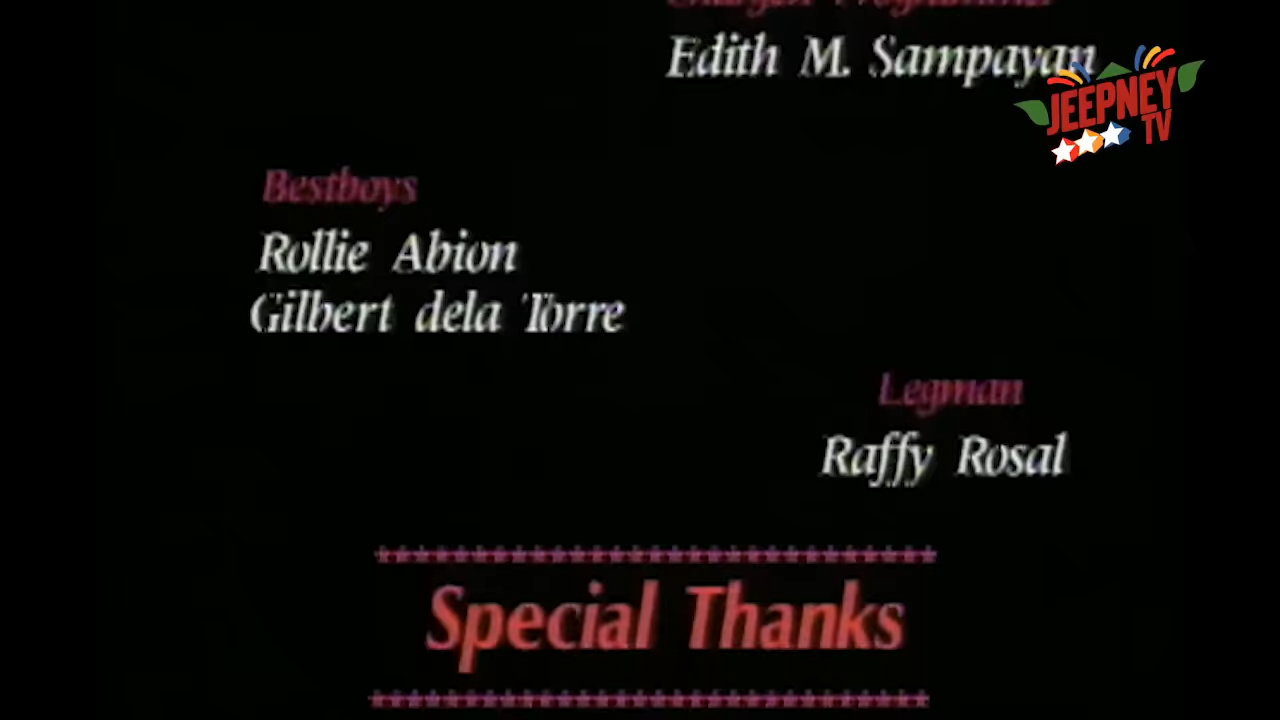 Edith M. Sampayan
JEEPNEY
TV
Bestboys
Rollie Abion
Gilbert dela Torre
Legman
Raffy Rosal
Special Thanks